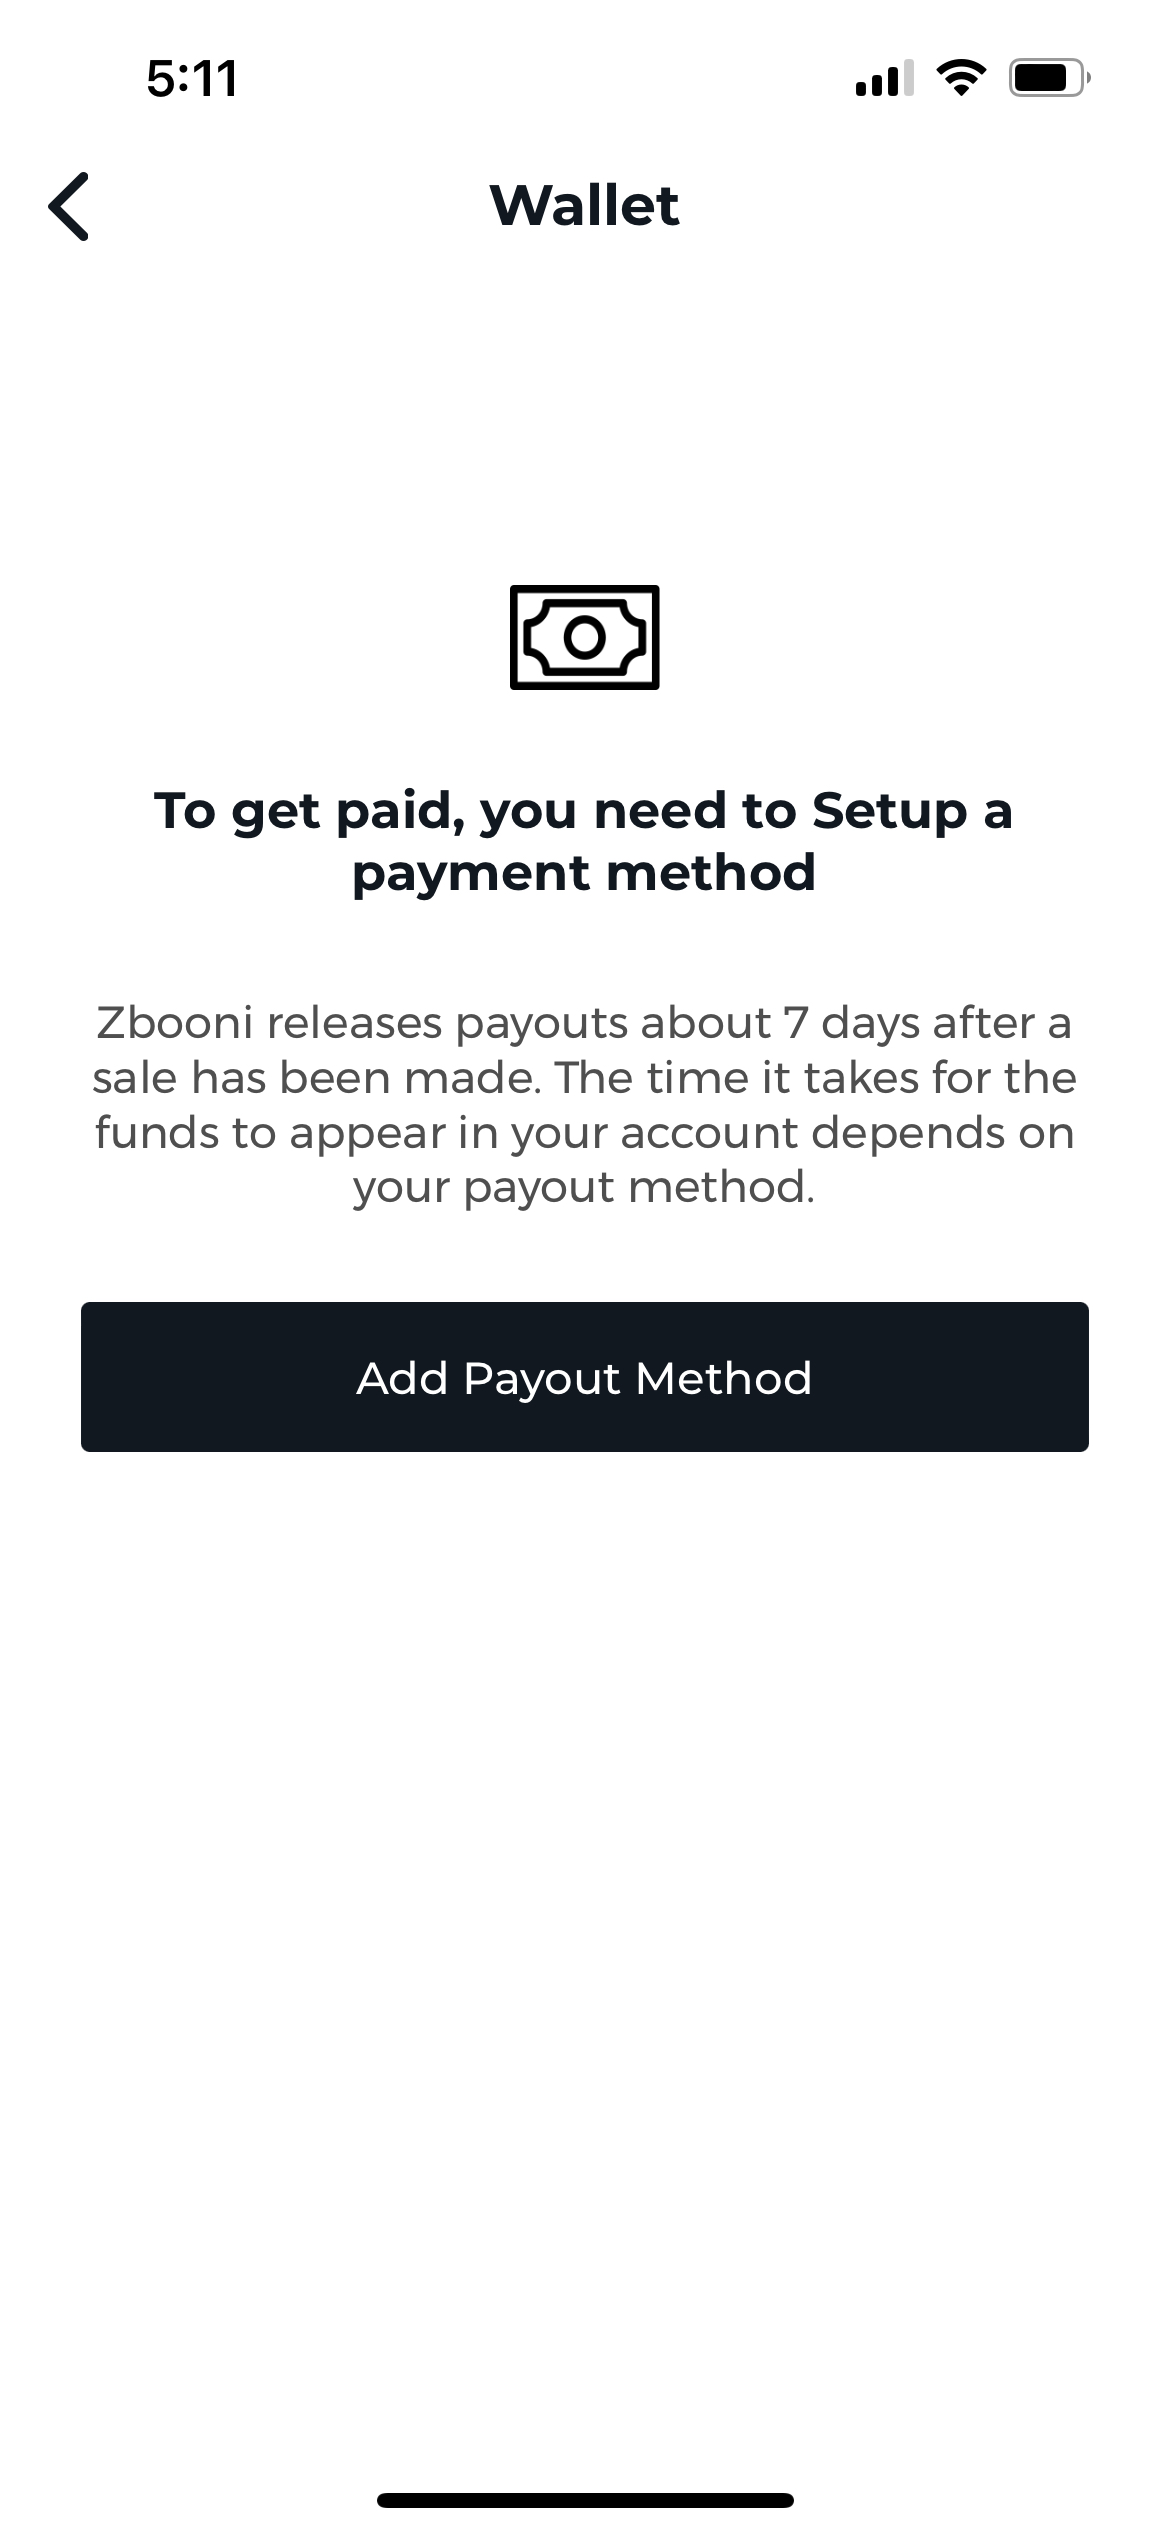 5:11
Wallet
To get paid, you need to Setup a
payment method
Zbooni releases payouts about 7 days after a
sale has been made. The time it takes for the
funds to appear in your account depends on
your payout method.
Add Payout Method